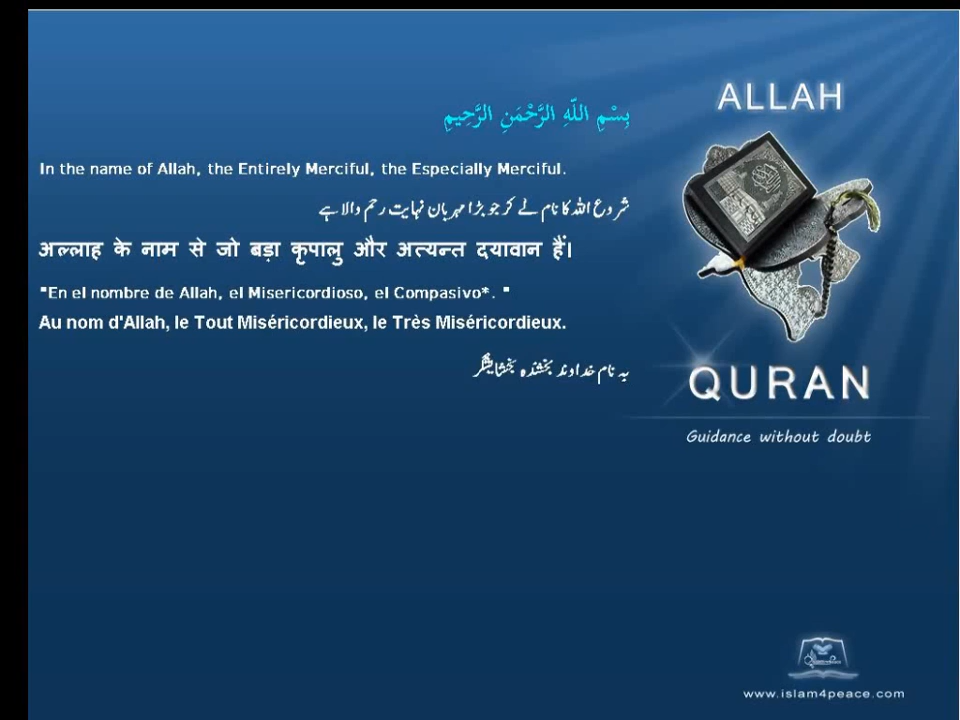 بِسْمِ اللَّهِ الرَّحْمَنِ الرَّحِيمِ
In the name of Allah, the Entirely Merciful, the Especially Merciful.
شروع الله کا نام لے کر جو بڑا مہربان نہایت رحم والا ہے
अल्लाह के नाम से जो बड़ा कृपालु और अत्यन्त दयावान हैं।
"En el nombre de Allah, el Misericordioso, el Compasivo*. "
Au nom d'Allah, le Tout Miséricordieux, le Très Miséricordieux.
به نام خداوند بخشنده بخشایشگر
ALLAH
QURAN
Guidance without doubt
www.islam4peace.com